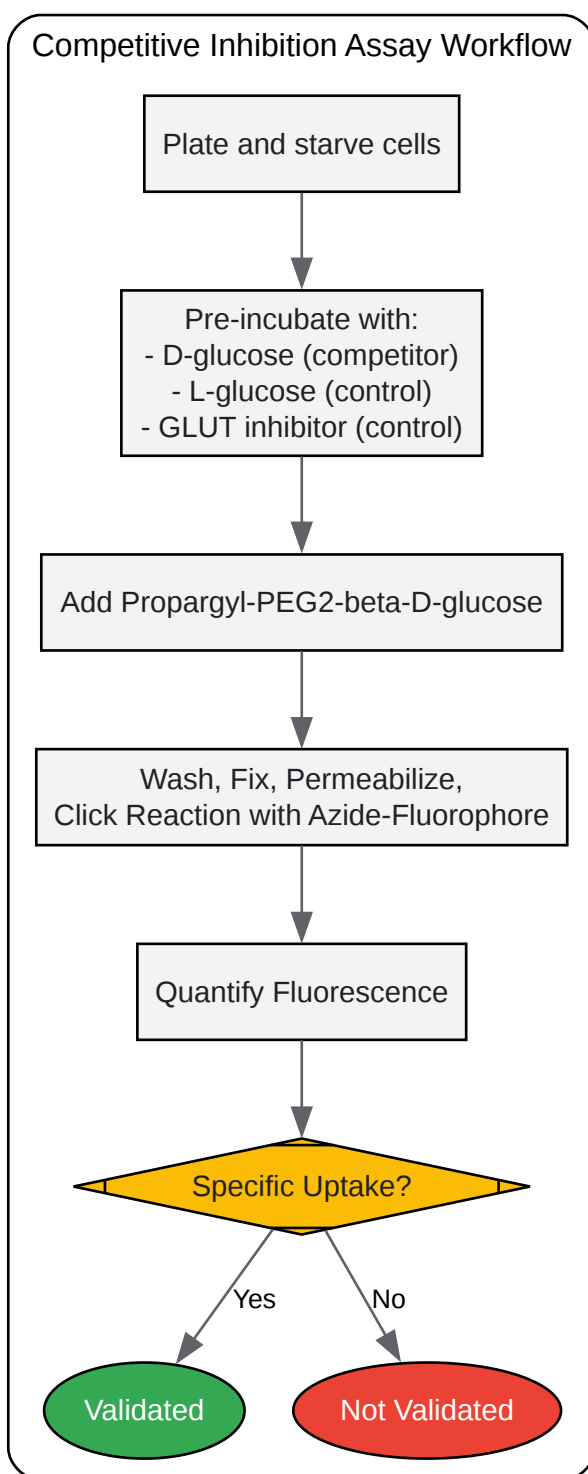 Competitive Inhibition Assay Workflow
Plate and starve cells
Pre-incubate with:
- D-glucose (competitor)
- L-glucose (control)
- GLUT inhibitor (control)
Add Propargyl-PEG2-beta-D-glucose
Wash, Fix, Permeabilize,
Click Reaction with Azide-Fluorophore
Quantify Fluorescence
Specific Uptake?
Yes
No
Validated
Not Validated